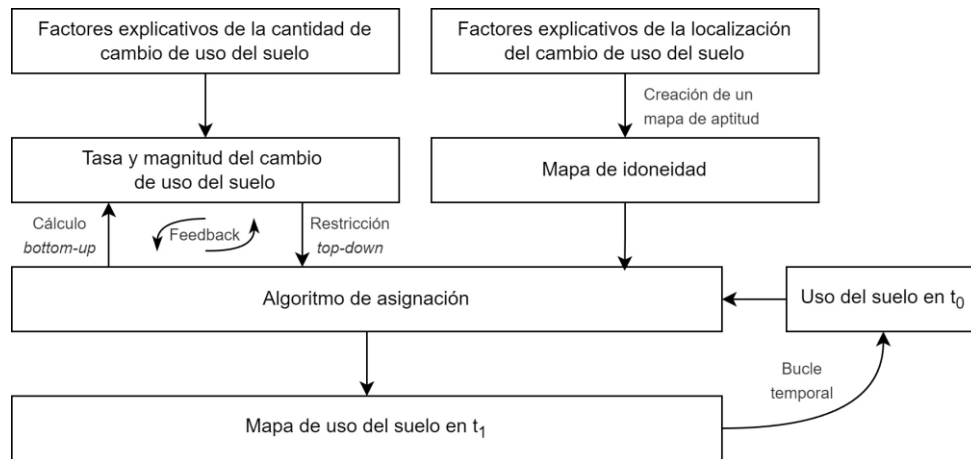 Factores explicativos de la cantidad de
cambio de uso del suelo
Factores explicativos de la localización
del cambio de uso del suelo
Creación de un
mapa de aptitud
Tasa y magnitud del cambio
de uso del suelo
Mapa de idoneidad
Cálculo
bottom-up
Feedback
Restricción
top-down
Algoritmo de asignación
Uso del suelo en t0
Bucle
temporal
Mapa de uso del suelo en t1